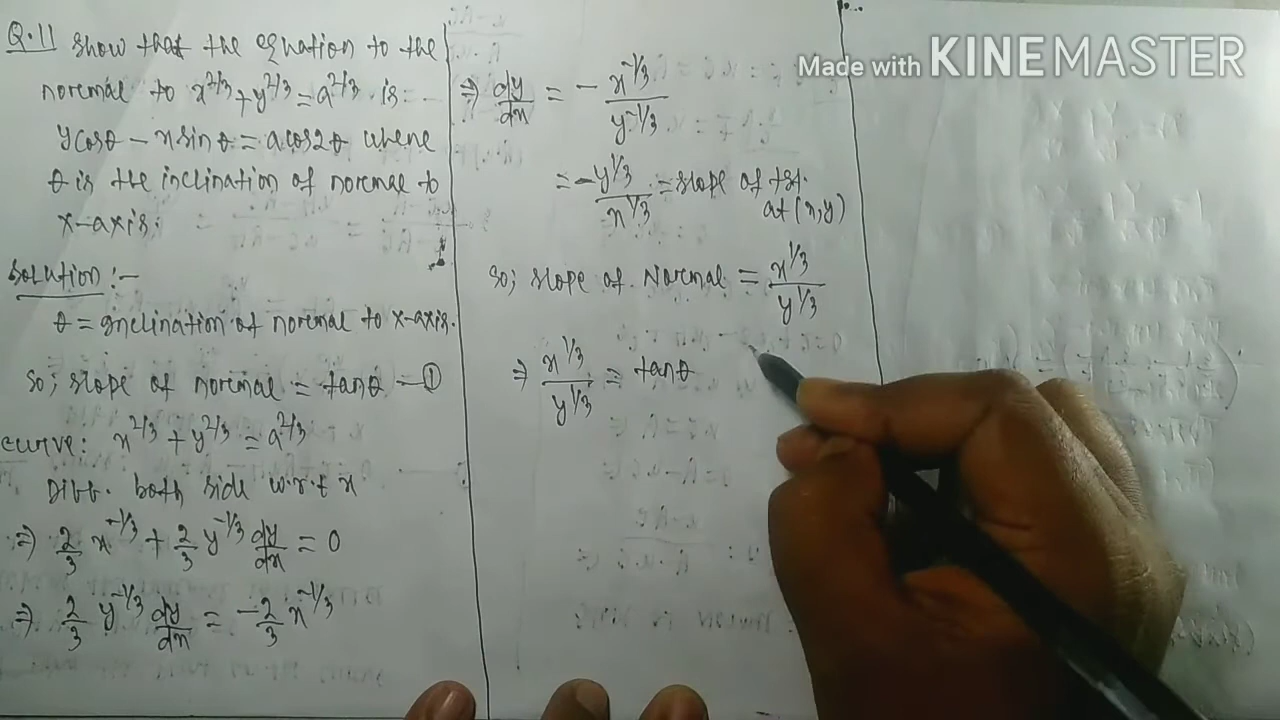 Q.11 Show that the equation to the
normal to x^2/3 + y^2/3 = a^2/3 is:-
ycosθ - xsinθ = acos2θ where
θ is the inclination of normal to
x-axis.
Solution :-
θ = Inclination of normal to x-axis.
So; slope of normal = tanθ —①
curve: x^2/3 + y^2/3 = a^2/3
Diff. both side w.r.t x
⇒ 2/3 x^-1/3 + 2/3 y^-1/3 dy/dx = 0
⇒ 2/3 y^-1/3 dy/dx = -2/3 x^-1/3
⇒ dy/dx = - x^-1/3 / y^-1/3
= -y^1/3 / x^1/3 = slope of tgt.
at (x,y)
So; slope of Normal = x^1/3 / y^1/3
⇒ x^1/3 / y^1/3 = tanθ
Made with KINEMASTER